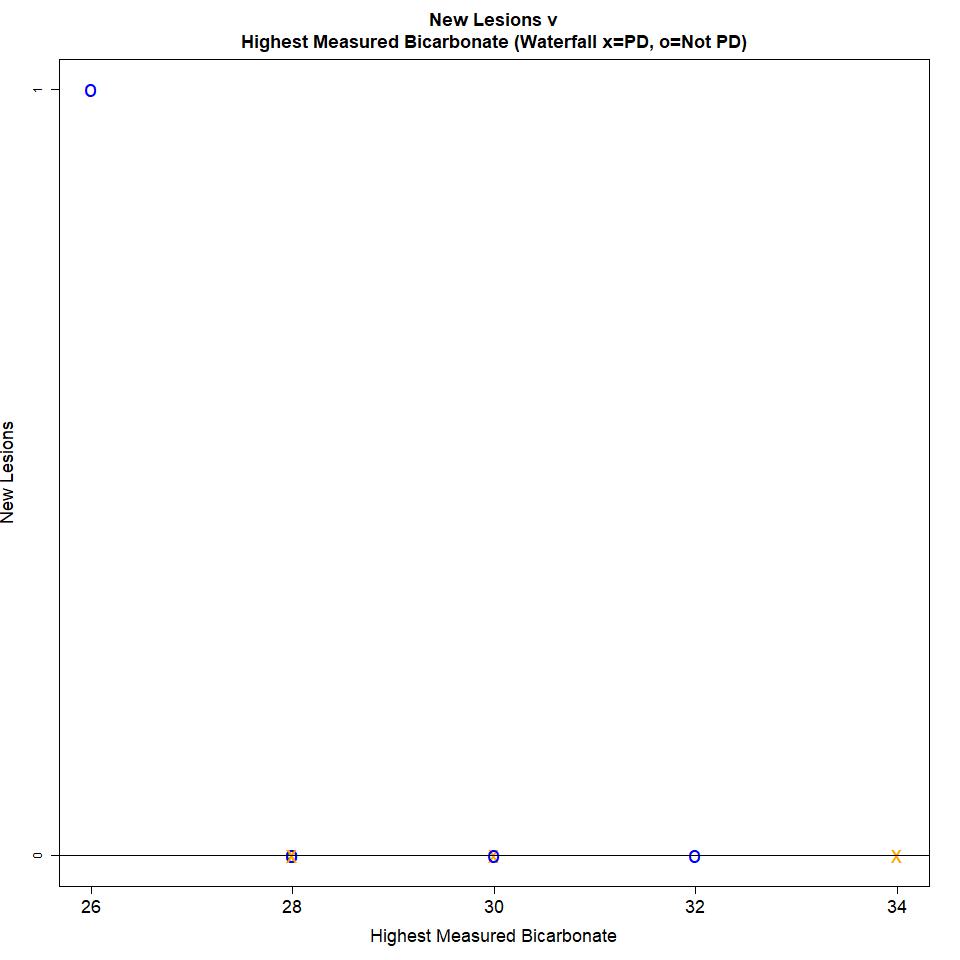 New Lesions v
Highest Measured Bicarbonate (Waterfall x=PD, o=Not PD)
New Lesions
1
0
o
x
o
x
o
o
x
26 28 30 32 34
Highest Measured Bicarbonate